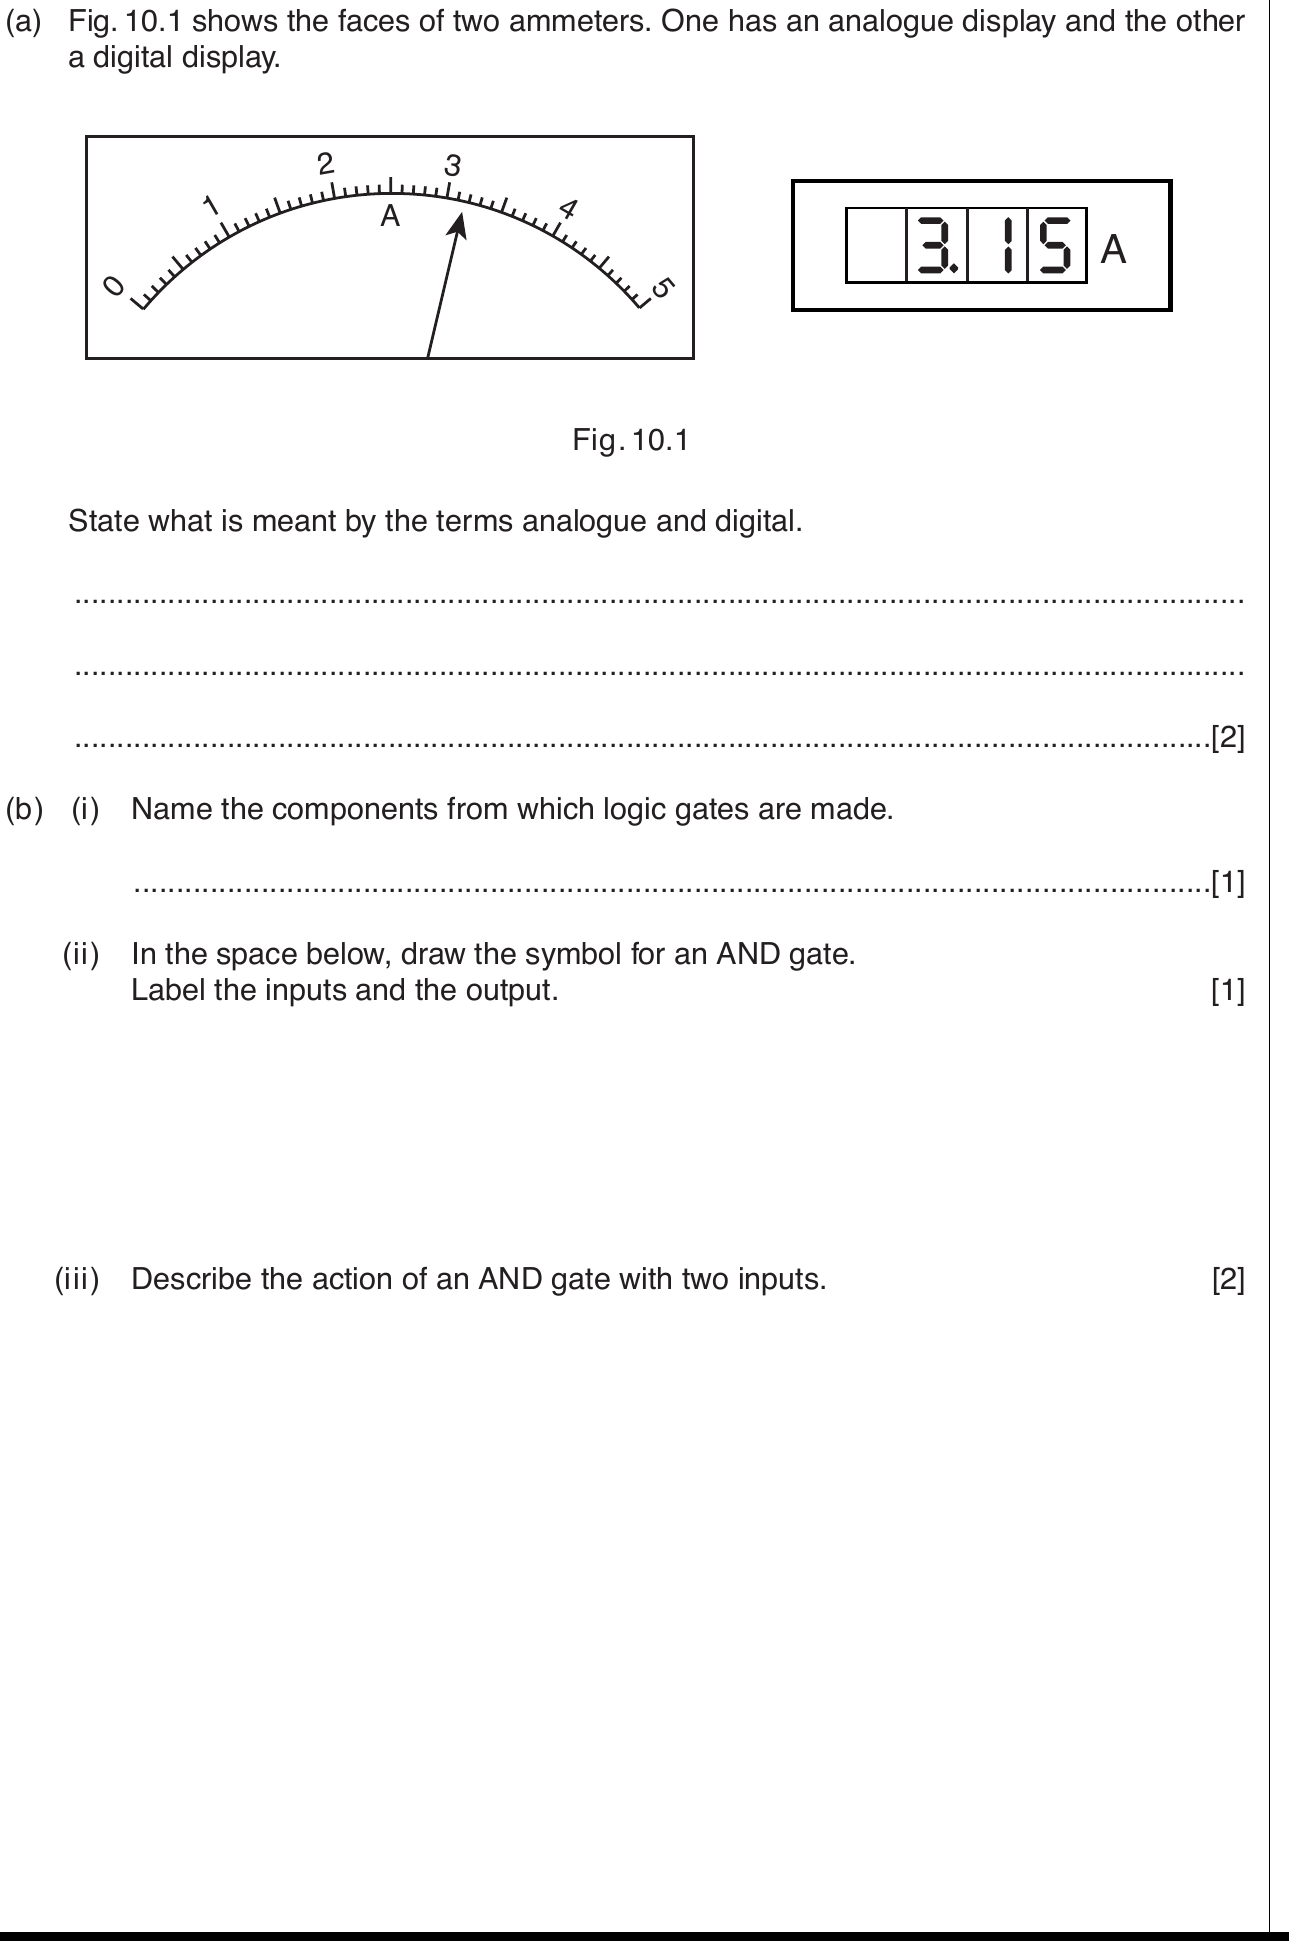 (a) Fig. 10.1 shows the faces of two ammeters. One has an analogue display and the other
a digital display.
0 1 2 3 4 5
A
3.15 A
Fig. 10.1
State what is meant by the terms analogue and digital.
..........................................................................................................................................
..........................................................................................................................................
......................................................................................................................................[2]
(b) (i) Name the components from which logic gates are made.
..............................................................................................................................[1]
(ii) In the space below, draw the symbol for an AND gate.
Label the inputs and the output. [1]
(iii) Describe the action of an AND gate with two inputs. [2]